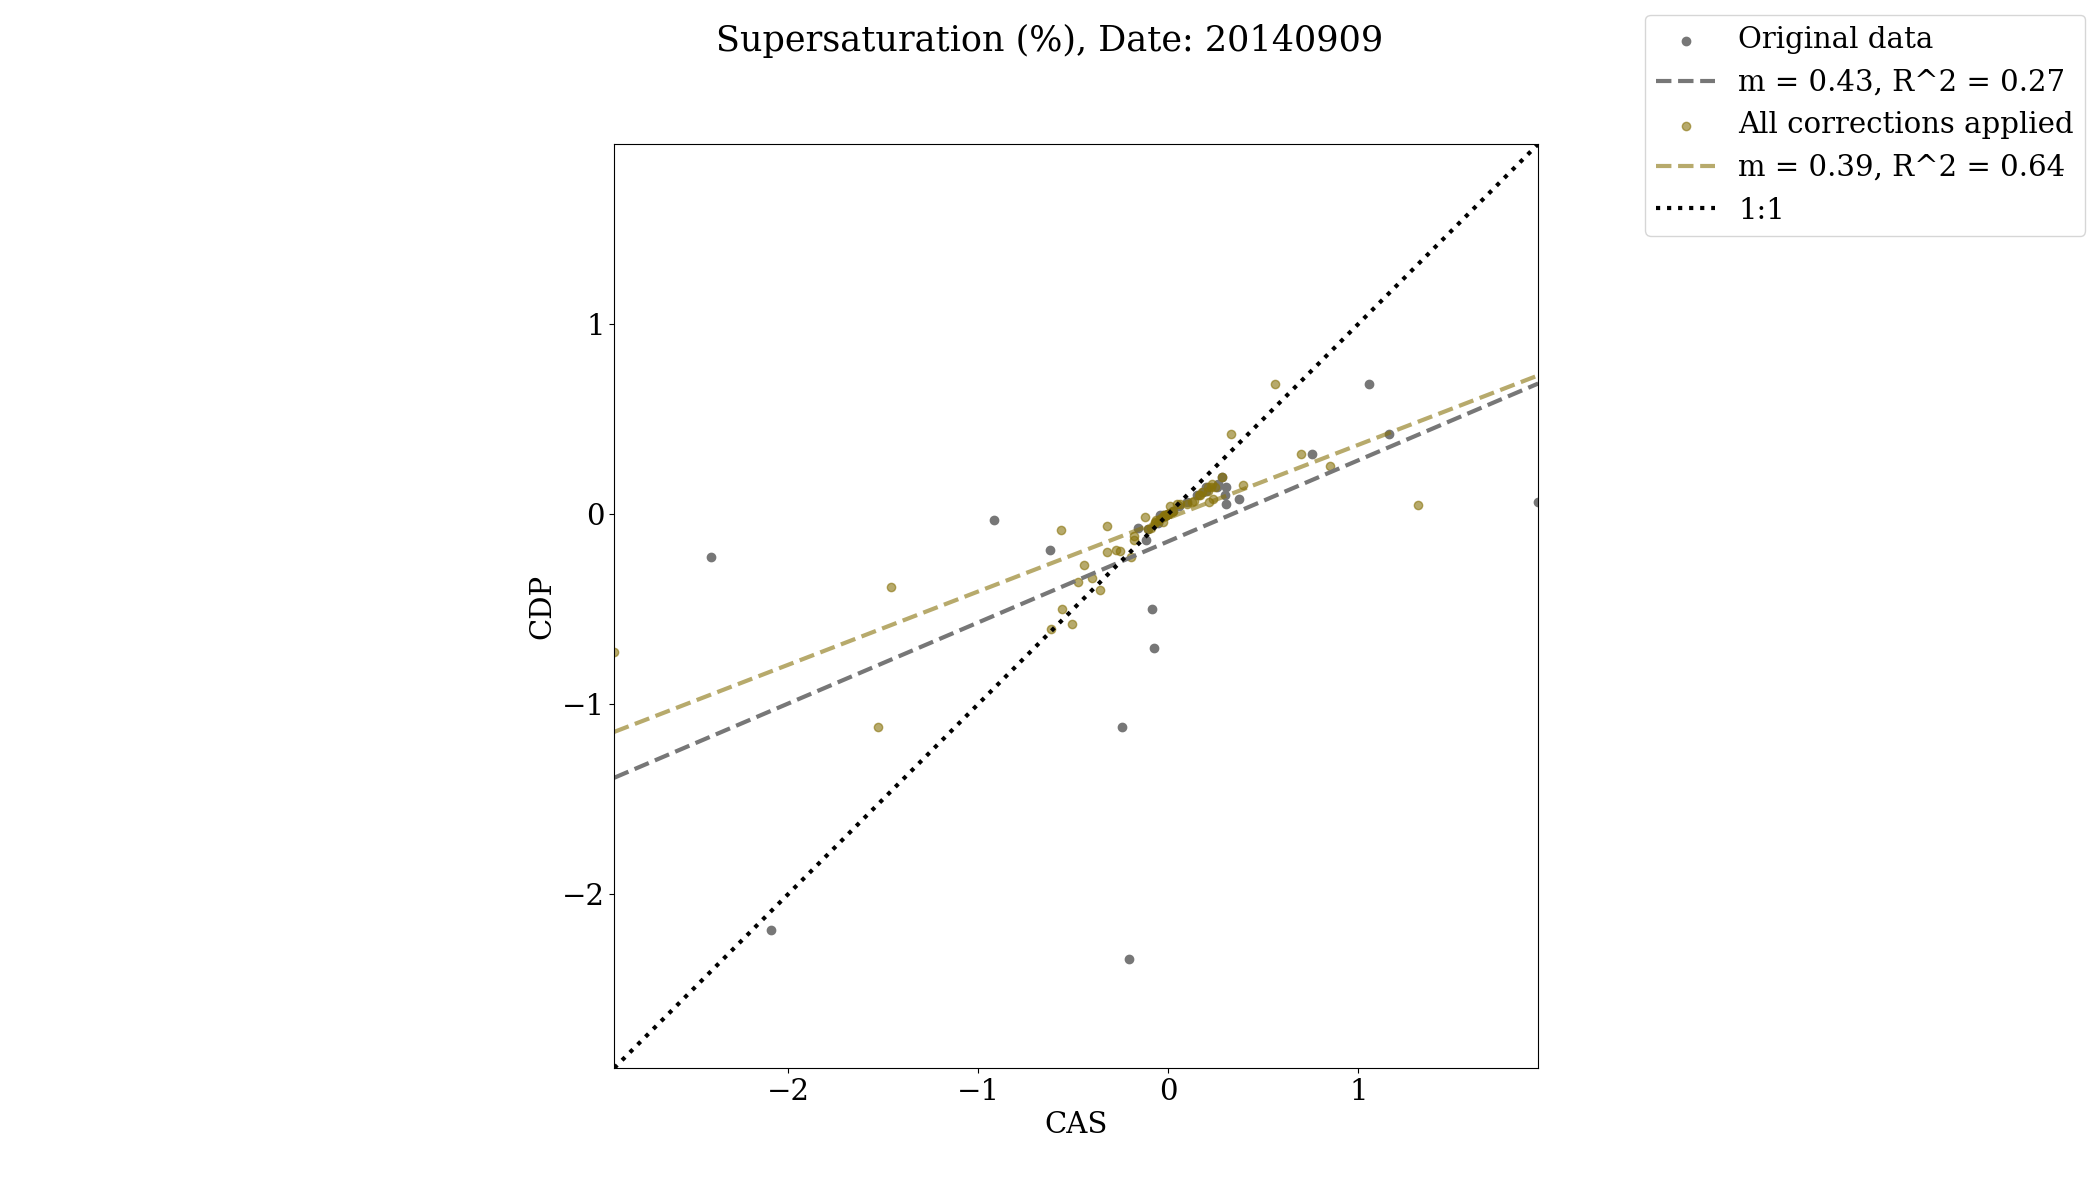 Supersaturation (%), Date: 20140909
Original data
m = 0.43, R^2 = 0.27
All corrections applied
m = 0.39, R^2 = 0.64
1:1
1
0
−1
−2
CDP
−2
−1
0
1
CAS